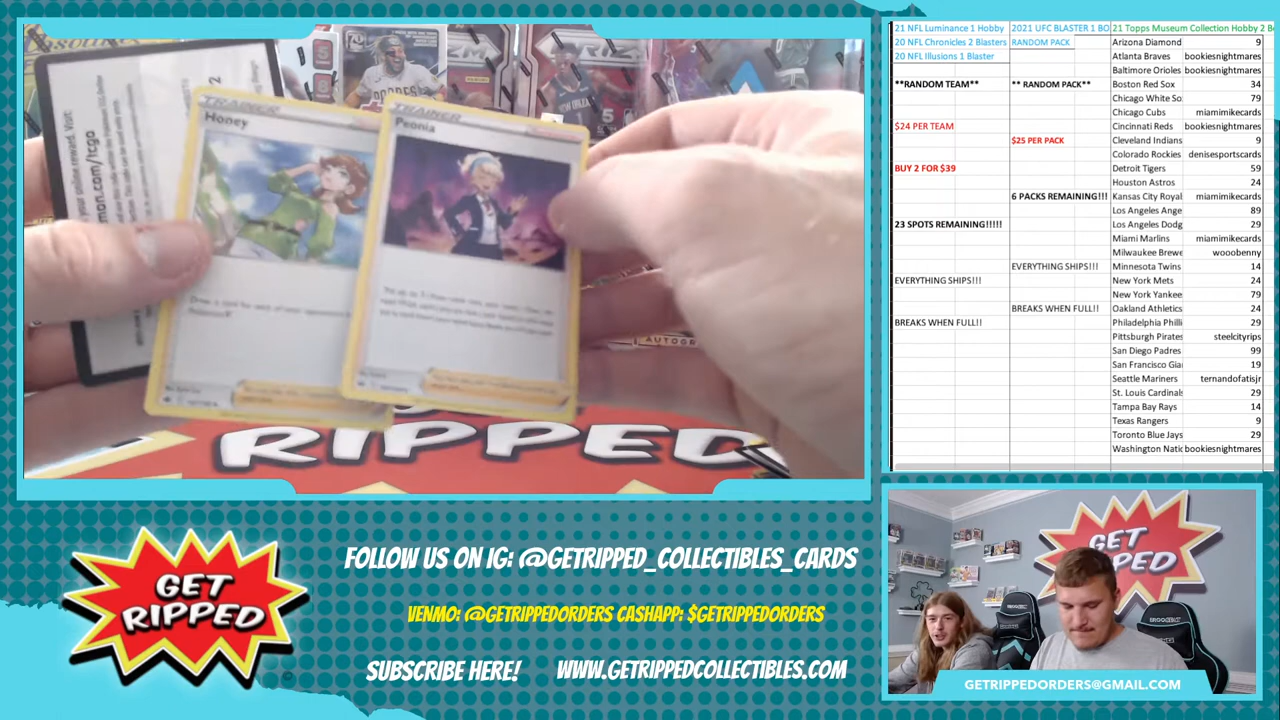 21 NFL Luminance 1 Hobby
2021 UFC BLASTER 1 BO
21 Topps Museum Collection Hobby 2 B
20 NFL Chronicles 2 Blasters
RANDOM PACK
Arizona Diamond 9
20 NFL Illusions 1 Blaster
Atlanta Braves bookiesnightmares
Baltimore Orioles bookiesnightmares
**RANDOM TEAM**
** RANDOM PACK**
Boston Red Sox 34
Chicago White So 79
Chicago Cubs miamimikecards
$24 PER TEAM
Cincinnati Reds bookiesnightmares
$25 PER PACK
Cleveland Indians 9
Colorado Rockies denisesportscards
BUY 2 FOR $39
Detroit Tigers 59
Houston Astros 24
6 PACKS REMAINING!!!
Kansas City Royal miamimikecards
Los Angeles Ange 89
23 SPOTS REMAINING!!!!!
Los Angeles Dodg 29
Miami Marlins miamimikecards
Milwaukee Brewe wooobenny
EVERYTHING SHIPS!!!
Minnesota Twins 14
EVERYTHING SHIPS!!!
New York Mets 24
New York Yankee 79
BREAKS WHEN FULL!!
Oakland Athletics 24
BREAKS WHEN FULL!!
Philadelphia Philli 29
Pittsburgh Pirates steelcityrips
San Diego Padres 99
San Francisco Gia 19
Seattle Mariners ternandofatisjr
St. Louis Cardinals 29
Tampa Bay Rays 14
Texas Rangers 9
Toronto Blue Jays 29
Washington Natio bookiesnightmares
TRAINER
Honey
TRAINER
Peonia
your online reward. Visit:
mon.com/tcgo
AUTOGR
RIPPED
GET
RIPPED
FOLLOW US ON IG: @GETRIPPED_COLLECTIBLES_CARDS
VENMO: @GETRIPPEDORDERS CASHAPP: $GETRIPPEDORDERS
SUBSCRIBE HERE!
WWW.GETRIPPEDCOLLECTIBLES.COM
GET
RIPPED
GETRIPPEDORDERS@GMAIL.COM